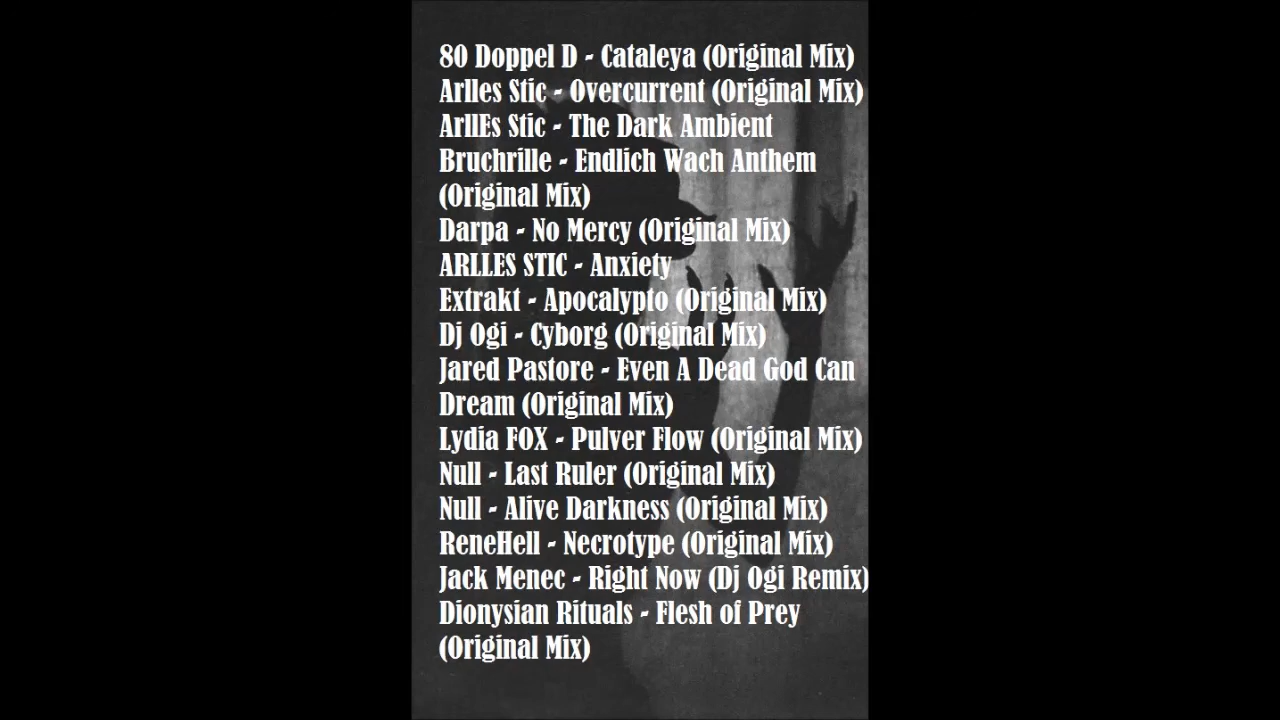 80 Doppel D - Cataleya (Original Mix)
Arlles Stic - Overcurrent (Original Mix)
ArllEs Stic - The Dark Ambient
Bruchrille - Endlich Wach Anthem
(Original Mix)
Darpa - No Mercy (Original Mix)
ARLLES STIC - Anxiety
Extrakt - Apocalypto (Original Mix)
Dj Ogi - Cyborg (Original Mix)
Jared Pastore - Even A Dead God Can
Dream (Original Mix)
Lydia FOX - Pulver Flow (Original Mix)
Null - Last Ruler (Original Mix)
Null - Alive Darkness (Original Mix)
ReneHell - Necrotype (Original Mix)
Jack Menec - Right Now (Dj Ogi Remix)
Dionysian Rituals - Flesh of Prey
(Original Mix)